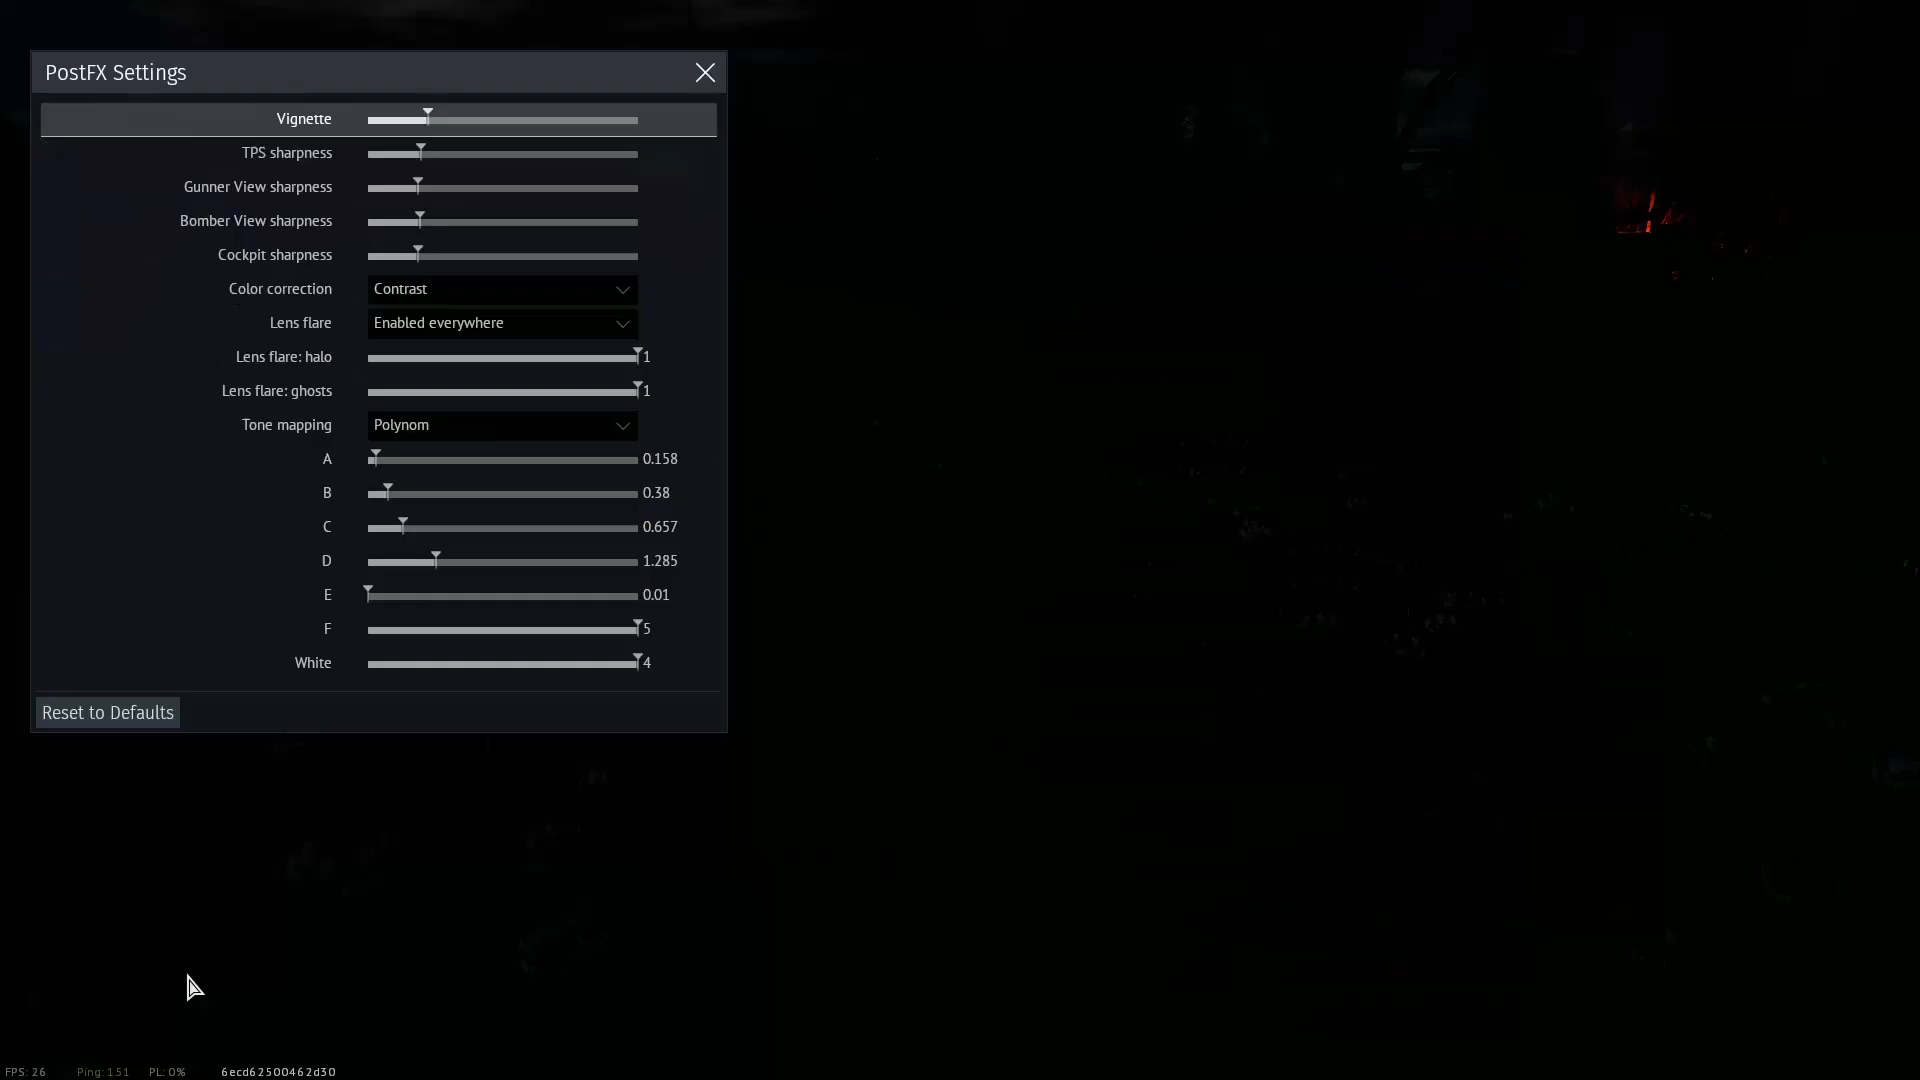 PostFX Settings
Vignette
TPS sharpness
Gunner View sharpness
Bomber View sharpness
Cockpit sharpness
Color correction Contrast
Lens flare Enabled everywhere
Lens flare: halo 1
Lens flare: ghosts 1
Tone mapping Polynom
A 0.158
B 0.38
C 0.657
D 1.285
E 0.01
F 5
White 4
Reset to Defaults
FPS: 26 Ping: 151 PL: 0% 6ecd62500462d30